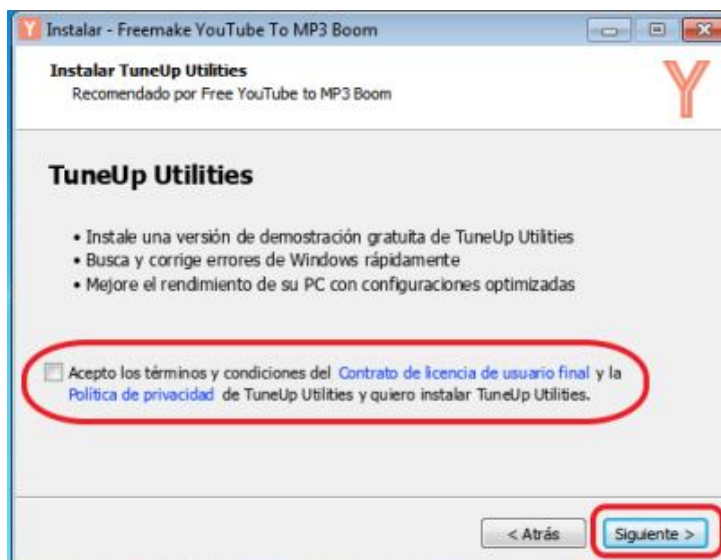 Instalar - Freemake YouTube To MP3 Boom
Instalar TuneUp Utilities
Recomendado por Free YouTube to MP3 Boom
Y
TuneUp Utilities
• Instale una versión de demostración gratuita de TuneUp Utilities
• Busca y corrige errores de Windows rápidamente
• Mejore el rendimiento de su PC con configuraciones optimizadas
Acepto los términos y condiciones del Contrato de licencia de usuario final y la
Política de privacidad de TuneUp Utilities y quiero instalar TuneUp Utilities.
< Atrás
Siguiente >